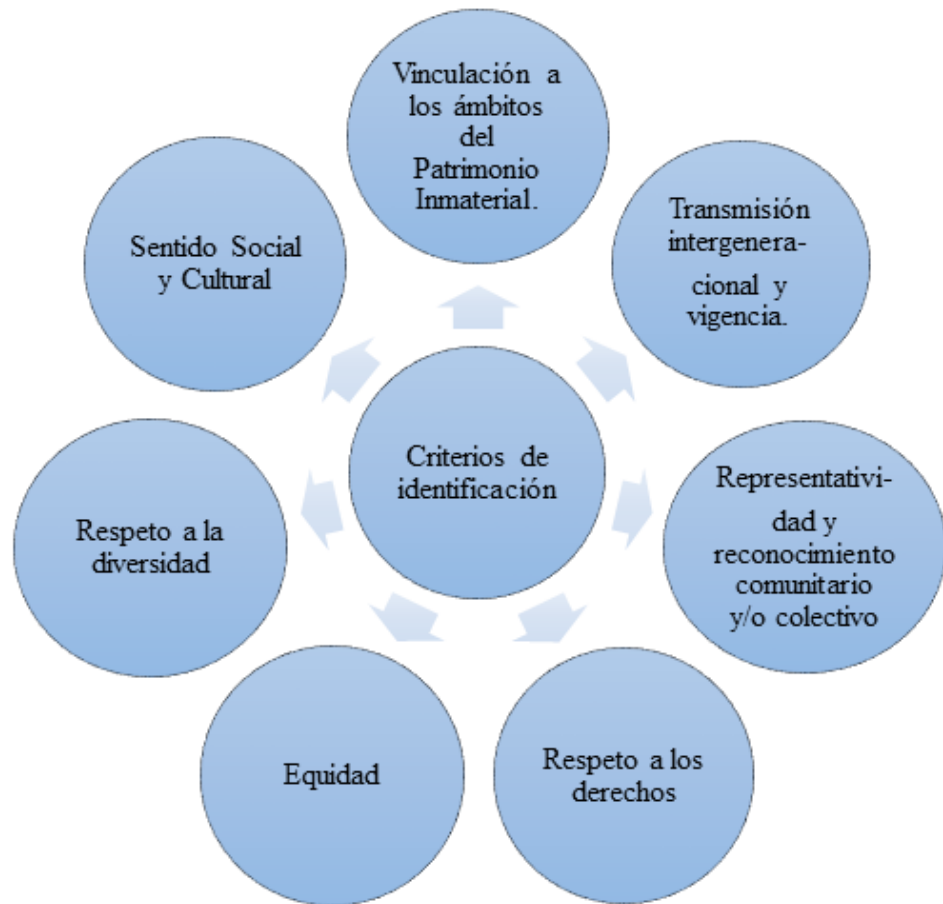 Vinculación a
los ámbitos
del
Patrimonio
Inmaterial.
Transmisión
intergenera-
cional y
vigencia.
Representativi-
dad y
reconocimiento
comunitario
y/o colectivo
Respeto a los
derechos
Equidad
Respeto a la
diversidad
Sentido Social
y Cultural
Criterios de
identificación